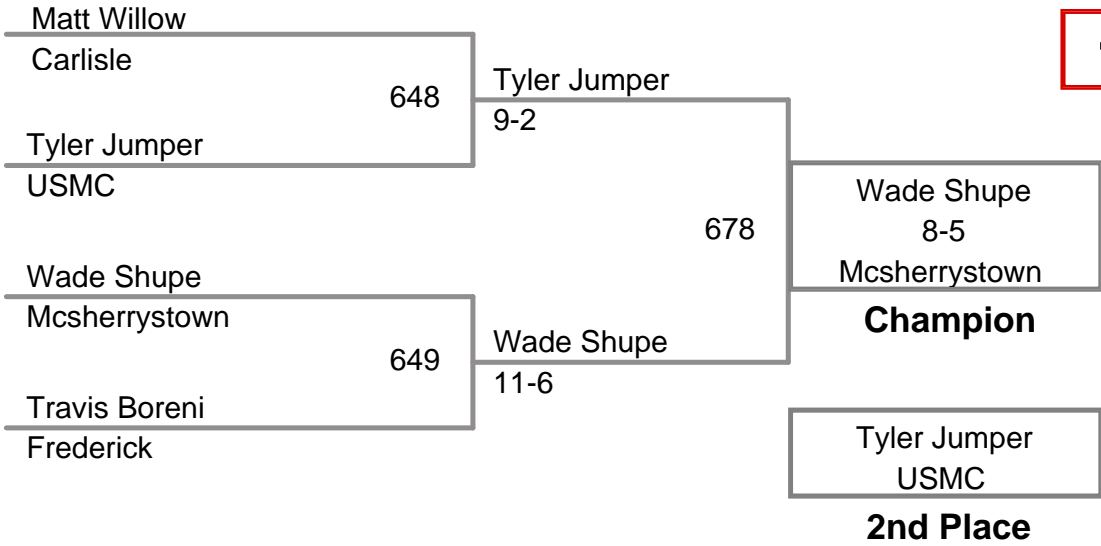 Matt Willow
Carlisle
648
Tyler Jumper
9-2
Tyler Jumper
USMC
678
Wade Shupe
8-5
Mcsherrystown
Champion
Wade Shupe
Mcsherrystown
649
Wade Shupe
11-6
Travis Boreni
Frederick
Tyler Jumper
USMC
2nd Place